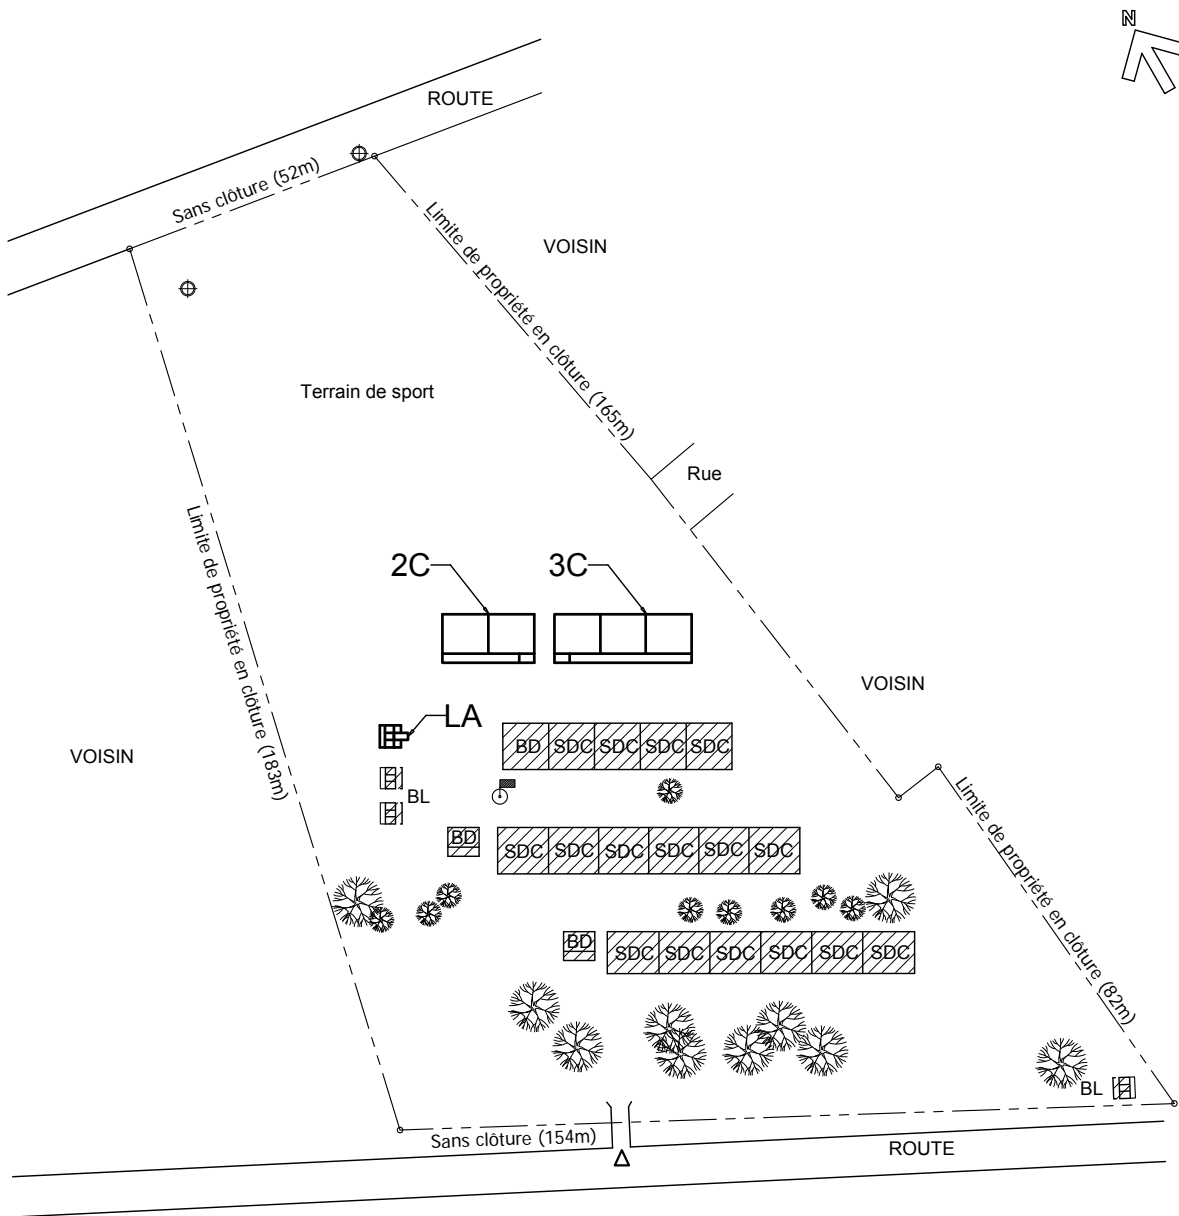 N
ROUTE
Sans clôture (52m)
Limite de propriété en clôture (165m)
VOISIN
Terrain de sport
Rue
Limite de propriété en clôture (183m)
2C
3C
VOISIN
LA
VOISIN
BD SDC SDC SDC SDC
BL
Limite de propriété en clôture (82m)
BD
SDC SDC SDC SDC SDC SDC
BD
SDC SDC SDC SDC SDC SDC
BL
Sans clôture (154m)
ROUTE